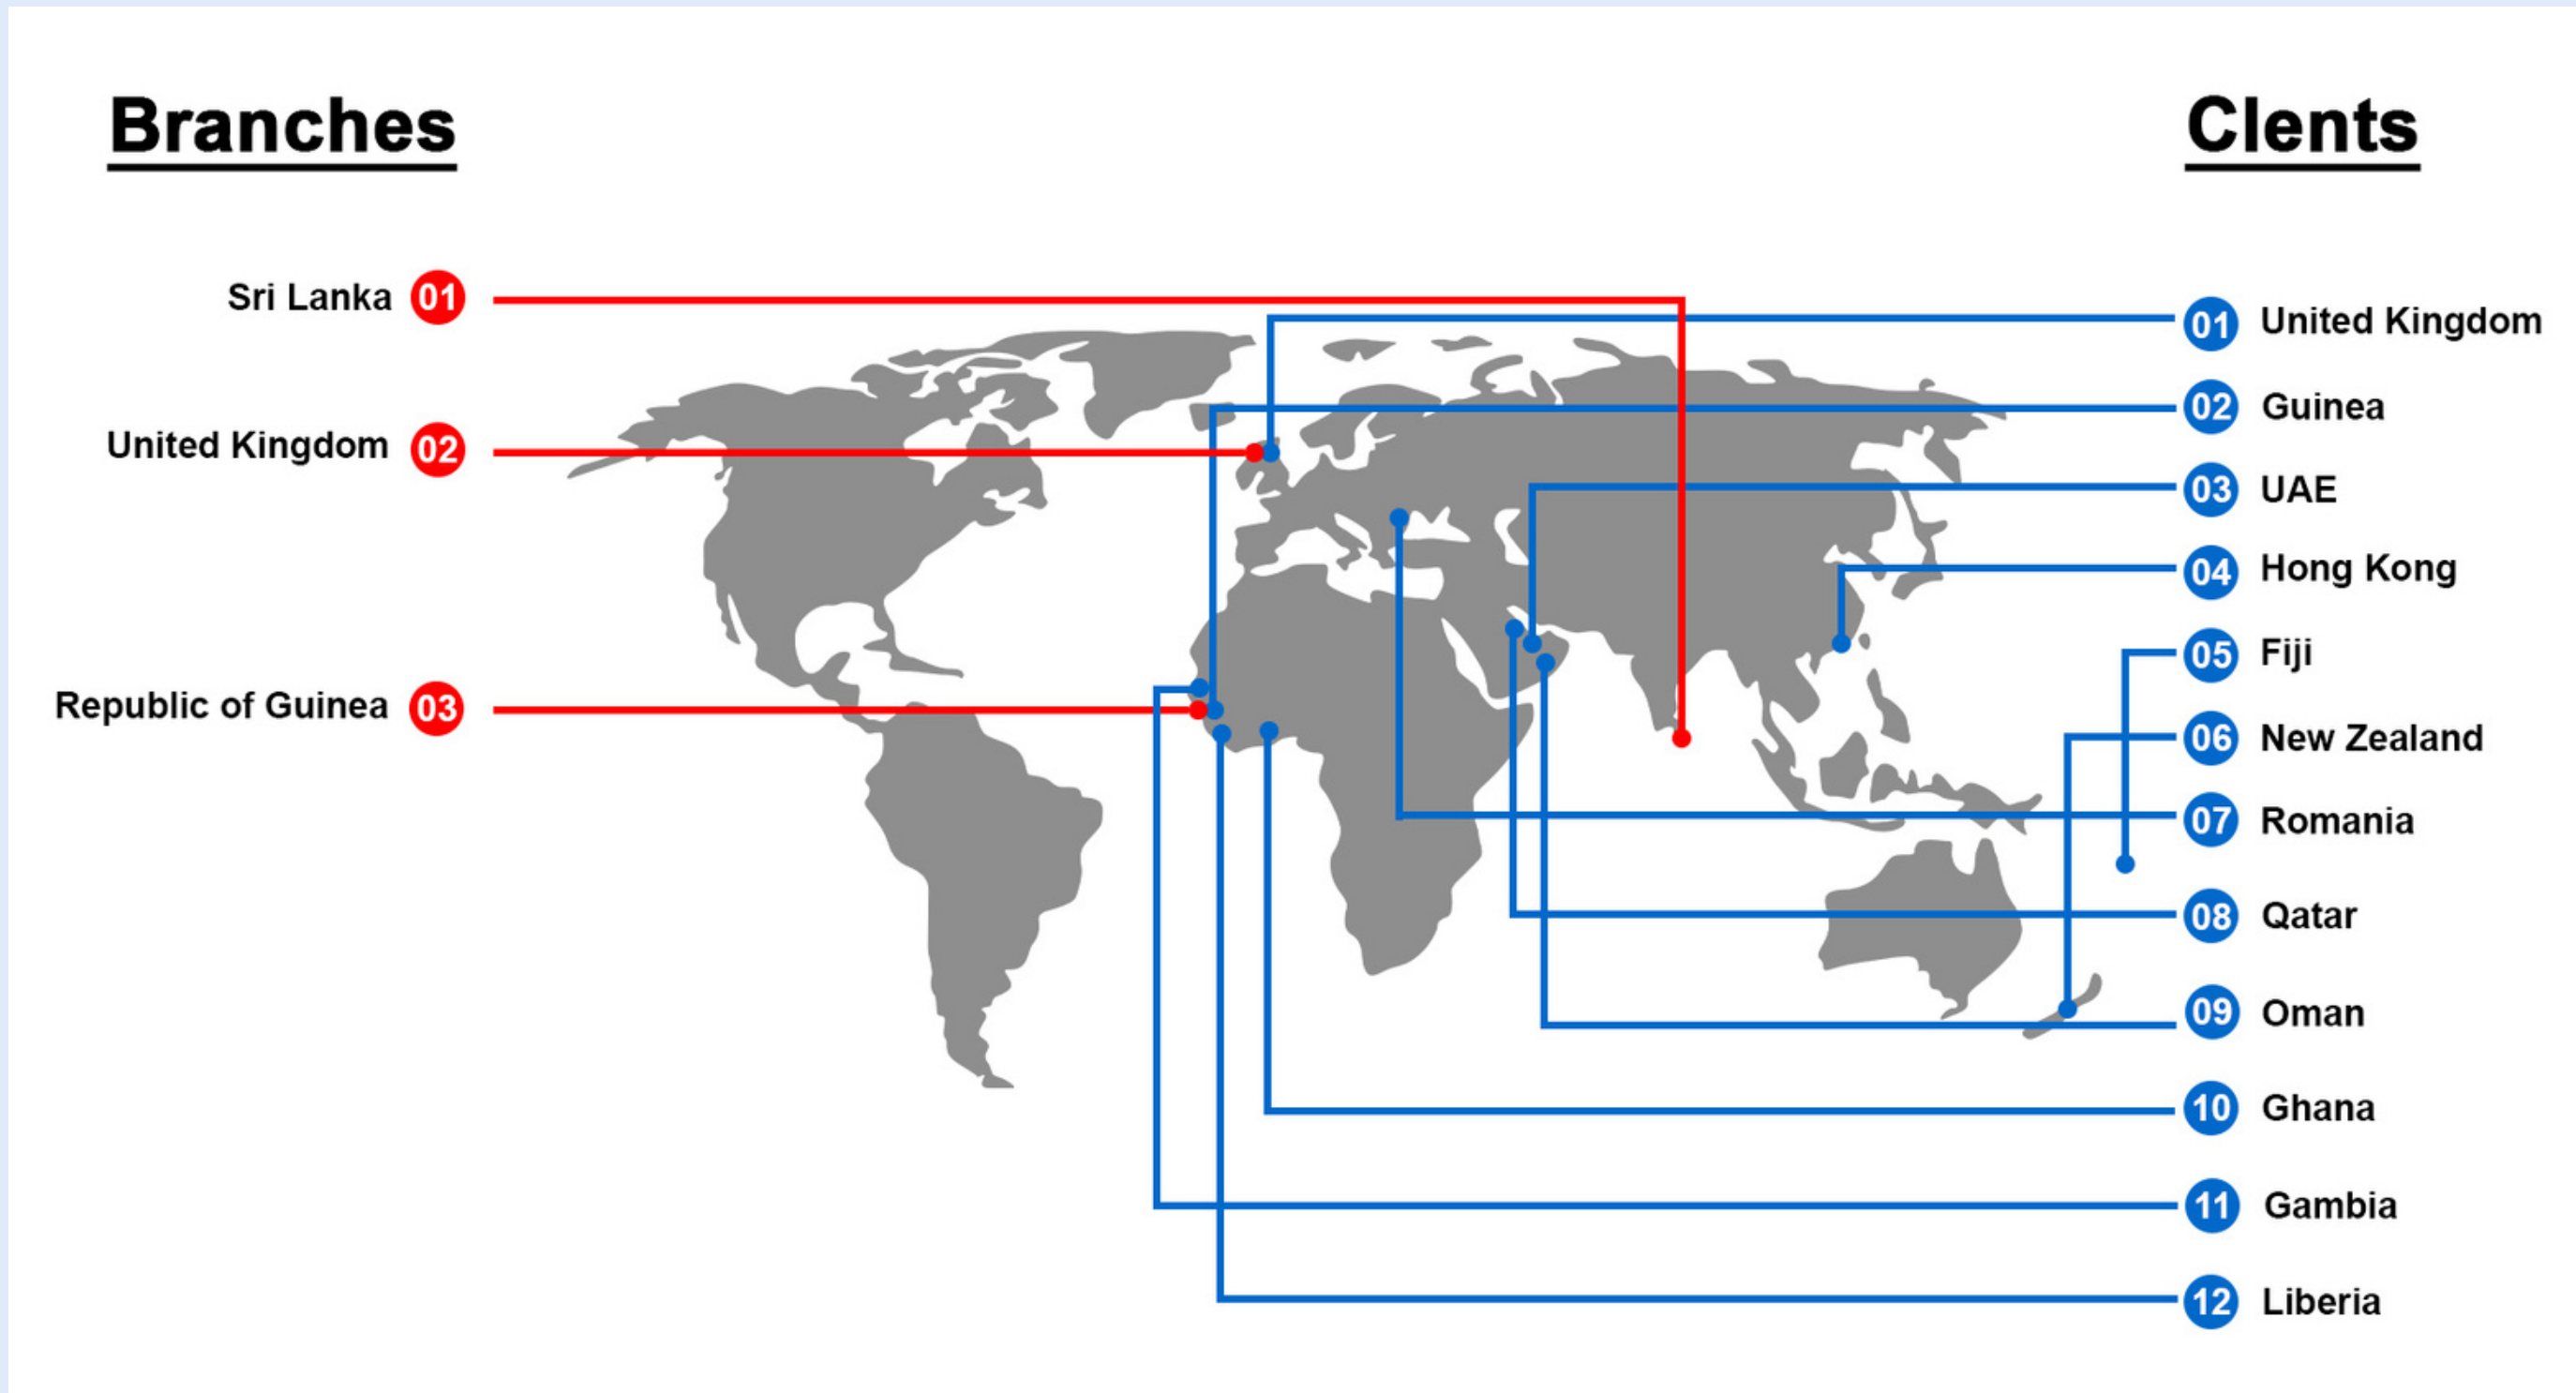 Branches
Sri Lanka 01
United Kingdom 02
Republic of Guinea 03
Clents
01 United Kingdom
02 Guinea
03 UAE
04 Hong Kong
05 Fiji
06 New Zealand
07 Romania
08 Qatar
09 Oman
10 Ghana
11 Gambia
12 Liberia